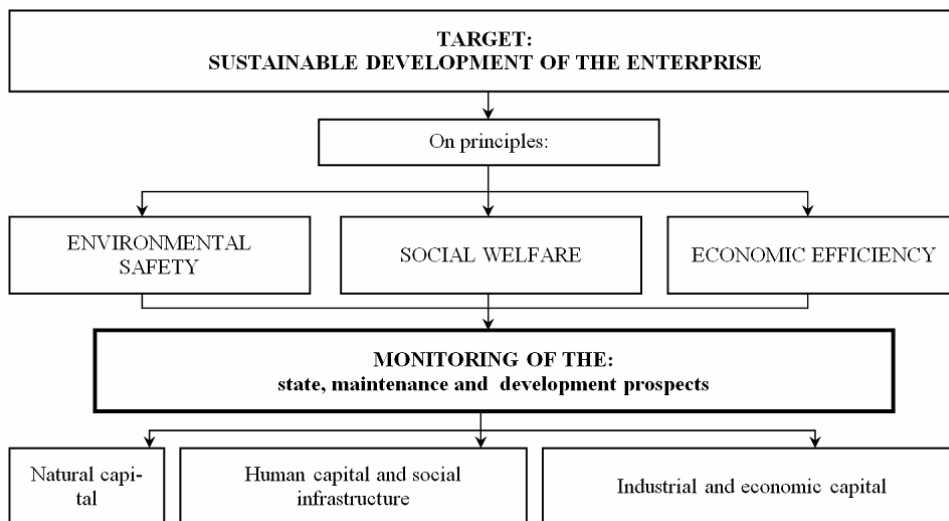 TARGET:
SUSTAINABLE DEVELOPMENT OF THE ENTERPRISE
On principles:
ENVIRONMENTAL
SAFETY
SOCIAL WELFARE
ECONOMIC EFFICIENCY
MONITORING OF THE:
state, maintenance and development prospects
Natural capi-
tal
Human capital and social
infrastructure
Industrial and economic capital